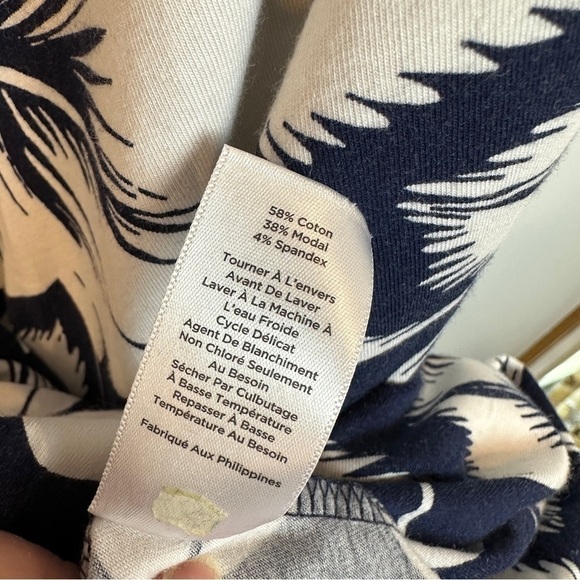 58% Coton
38% Modal
4% Spandex
Tourner À L'envers
Avant De Laver
Laver À La Machine À
L'eau Froide
Cycle Délicat
Agent De Blanchiment
Non Chloré Seulement
Au Besoin
Sécher Par Culbutage
À Basse Température
Repasser À Basse
Température Au Besoin
Fabriqué Aux Philippines